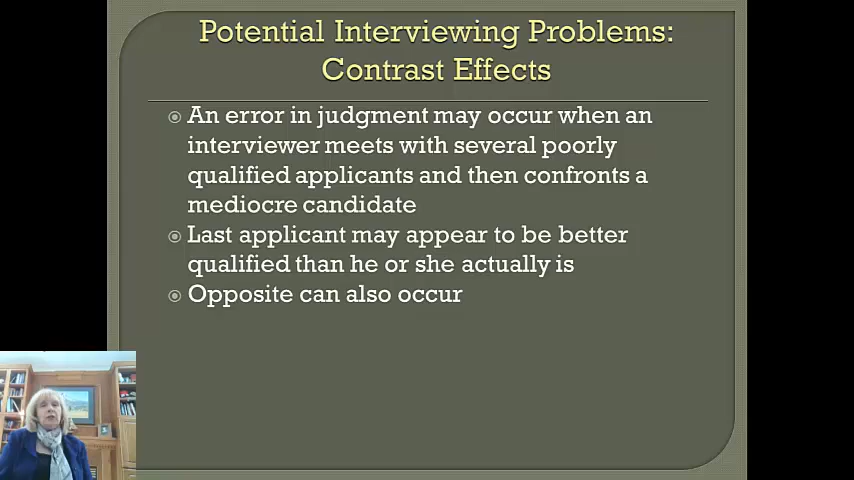 Potential Interviewing Problems:
Contrast Effects
An error in judgment may occur when an
interviewer meets with several poorly
qualified applicants and then confronts a
mediocre candidate
Last applicant may appear to be better
qualified than he or she actually is
Opposite can also occur